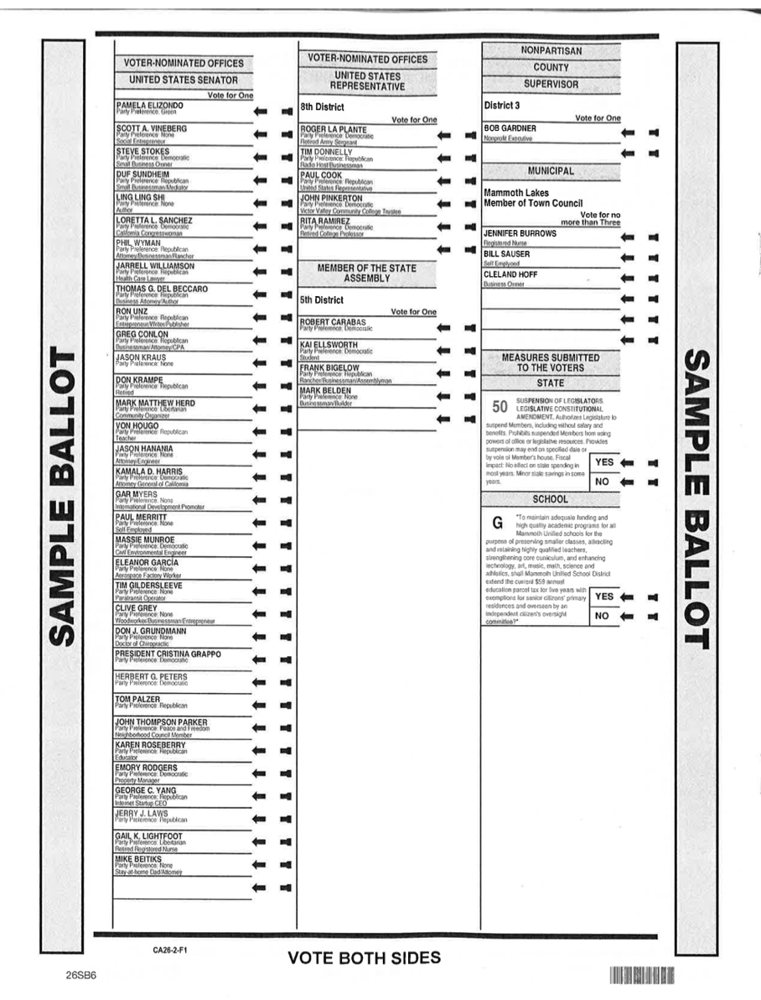 SAMPLE BALLOT
VOTER-NOMINATED OFFICES
UNITED STATES SENATOR
Vote for One
PAMELA ELIZONDO
Party Preference: Green
SCOTT A. VINEBERG
Party Preference: None
Social Entrepreneur
STEVE STOKES
Party Preference: Democratic
Small Business Owner
DUF SUNDHEIM
Party Preference: Republican
Small Businessman/Mediator
LING LING SHI
Party Preference: None
Author
LORETTA L. SANCHEZ
Party Preference: Democratic
California Congresswoman
PHIL WYMAN
Party Preference: Republican
Attorney/Businessman/Rancher
JARRELL WILLIAMSON
Party Preference: Republican
Health Care Lawyer
THOMAS G. DEL BECCARO
Party Preference: Republican
Business Attorney/Author
RON UNZ
Party Preference: Republican
Entrepreneur/Writer/Publisher
GREG CONLON
Party Preference: Republican
Businessman/Attorney/CPA
JASON KRAUS
Party Preference: None
DON KRAMPE
Party Preference: Republican
Retired
MARK MATTHEW HERD
Party Preference: Libertarian
Community Organizer
VON HOUGO
Party Preference: Republican
Teacher
JASON HANANIA
Party Preference: None
Attorney/Engineer
KAMALA D. HARRIS
Party Preference: Democratic
Attorney General of California
GAR MYERS
Party Preference: None
International Development Promoter
PAUL MERRITT
Party Preference: None
Self Employed
MASSIE MUNROE
Party Preference: Democratic
Civil Environmental Engineer
ELEANOR GARCÍA
Party Preference: None
Aerospace Factory Worker
TIM GILDERSLEEVE
Party Preference: None
Paratransit Operator
CLIVE GREY
Party Preference: None
Woodworker/Businessman/Entrepreneur
DON J. GRUNDMANN
Party Preference: None
Doctor of Chiropractic
PRESIDENT CRISTINA GRAPPO
Party Preference: Democratic
HERBERT G. PETERS
Party Preference: Democratic
TOM PALZER
Party Preference: Republican
JOHN THOMPSON PARKER
Party Preference: Peace and Freedom
Neighborhood Council Member
KAREN ROSEBERRY
Party Preference: Republican
Educator
EMORY RODGERS
Party Preference: Democratic
Property Manager
GEORGE C. YANG
Party Preference: Republican
Internet Startup CEO
JERRY J. LAWS
Party Preference: Republican
GAIL K. LIGHTFOOT
Party Preference: Libertarian
Retired Registered Nurse
MIKE BEITIKS
Party Preference: None
Stay-at-home Dad/Attorney
VOTER-NOMINATED OFFICES
UNITED STATES
REPRESENTATIVE
8th District
Vote for One
ROGER LA PLANTE
Party Preference: Democratic
Retired Army Sergeant
TIM DONNELLY
Party Preference: Republican
Radio Host/Businessman
PAUL COOK
Party Preference: Republican
United States Representative
JOHN PINKERTON
Party Preference: Democratic
Victor Valley Community College Trustee
RITA RAMIREZ
Party Preference: Democratic
Retired College Professor
MEMBER OF THE STATE
ASSEMBLY
5th District
Vote for One
ROBERT CARABAS
Party Preference: Democratic
KAI ELLSWORTH
Party Preference: Democratic
Student
FRANK BIGELOW
Party Preference: Republican
Rancher/Businessman/Assemblyman
MARK BELDEN
Party Preference: None
Businessman/Builder
NONPARTISAN
COUNTY
SUPERVISOR
District 3
Vote for One
BOB GARDNER
Nonprofit Executive
MUNICIPAL
Mammoth Lakes
Member of Town Council
Vote for no
more than Three
JENNIFER BURROWS
Registered Nurse
BILL SAUSER
Self Employed
CLELAND HOFF
Business Owner
MEASURES SUBMITTED
TO THE VOTERS
STATE
50 SUSPENSION OF LEGISLATORS.
LEGISLATIVE CONSTITUTIONAL
AMENDMENT. Authorizes Legislature to
suspend Members, including without salary and
benefits. Prohibits suspended Members from using
powers of office or legislative resources. Provides
suspension may end on specified date or
by vote of Member's house. Fiscal
Impact: No effect on state spending in
most years. Minor state savings in some
years.
YES
NO
SCHOOL
G "To maintain adequate funding and
high quality academic programs for all
Mammoth Unified schools for the
purpose of preserving smaller classes, attracting
and retaining highly qualified teachers,
strengthening core curriculum, and enhancing
technology, art, music, math, science and
athletics, shall Mammoth Unified School District
extend the current $59 annual
education parcel tax for five years with
exemptions for senior citizens' primary
residences and overseen by an
independent citizen's oversight
committee?"
YES
NO
SAMPLE BALLOT
CA26-2-F1
VOTE BOTH SIDES
26SB6